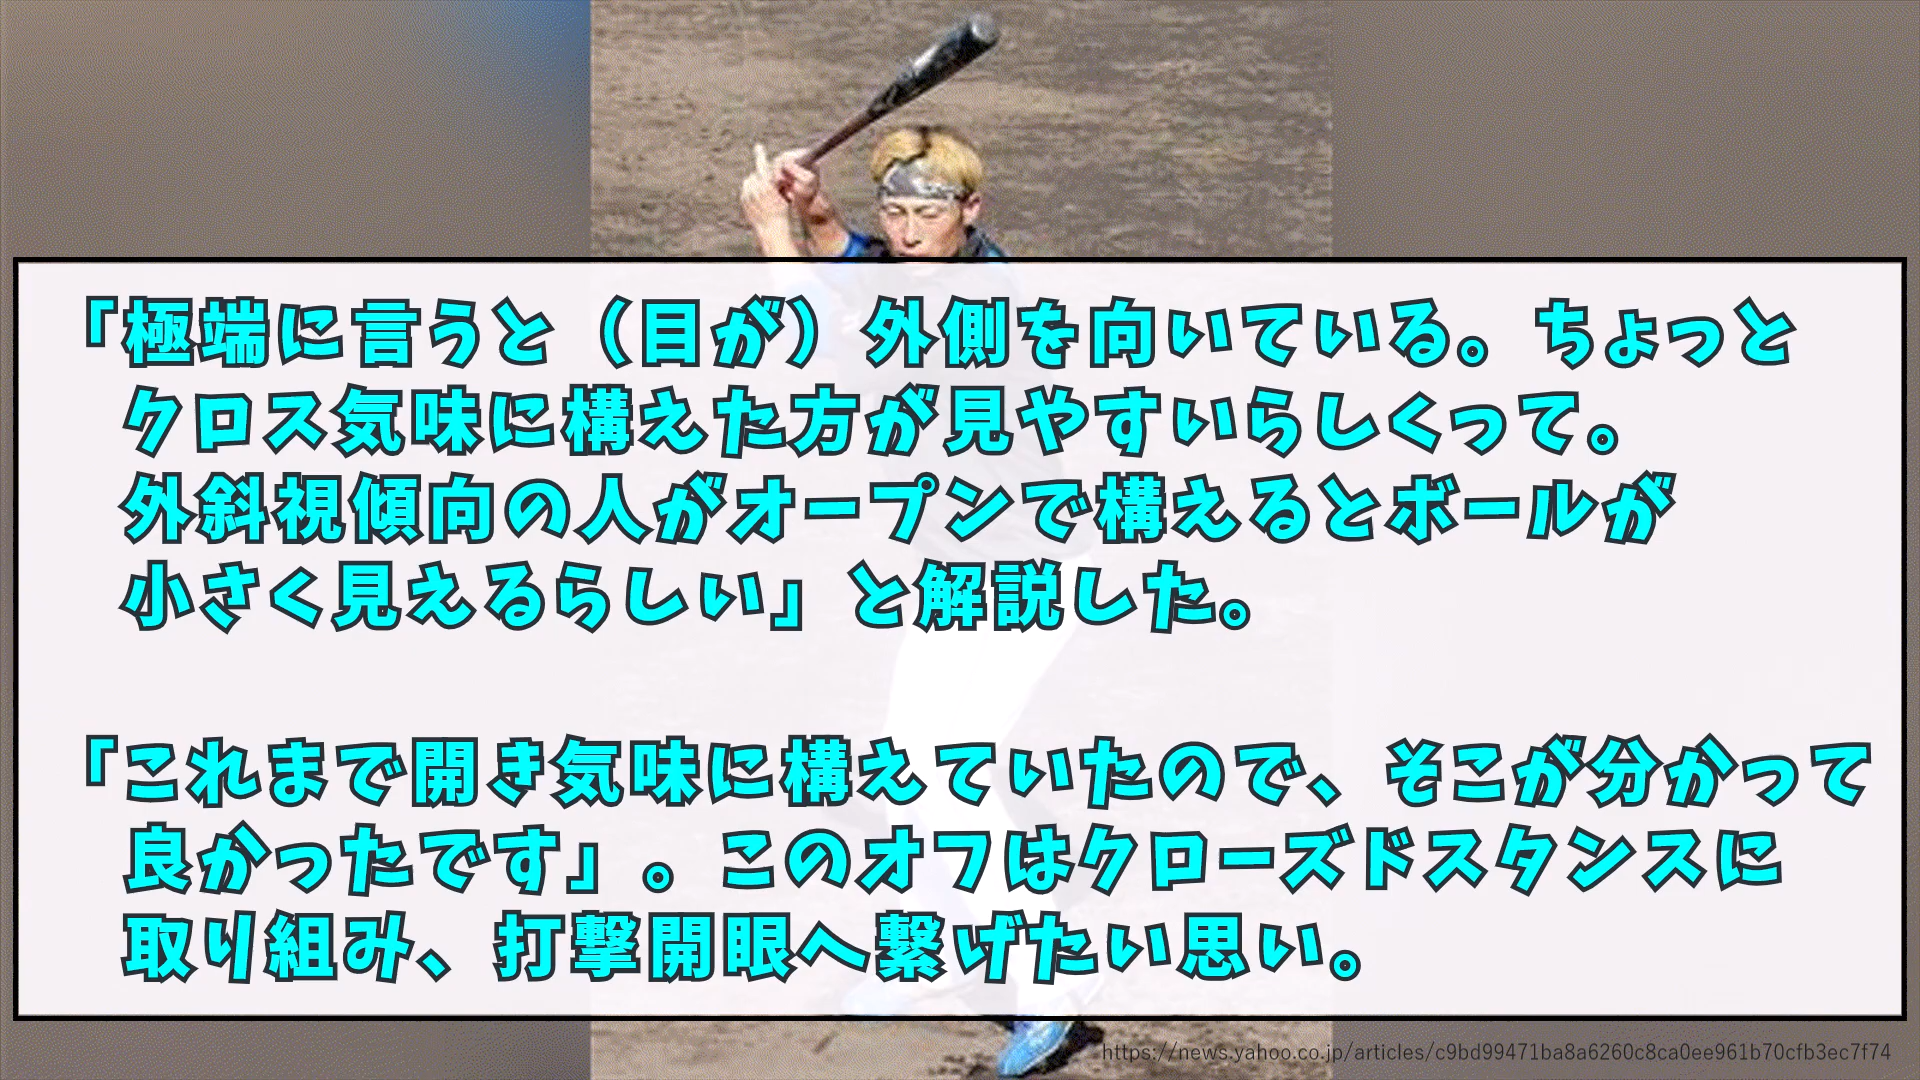 「極端に言うと（目が）外側を向いている。ちょっと
クロス気味に構えた方が見やすいらしくって。
外斜視傾向の人がオープンで構えるとボールが
小さく見えるらしい」と解説した。
「これまで開き気味に構えていたので、そこが分かって
良かったです」。このオフはクローズドスタンスに
取り組み、打撃開眼へ繋げたい思い。
https://news.yahoo.co.jp/articles/c9bd99471ba8a6260c8ca0ee961b70cfb3ec7f74